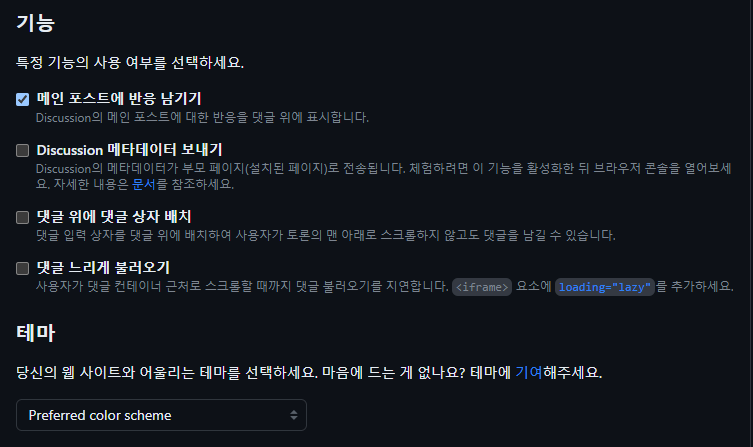 기능
특정 기능의 사용 여부를 선택하세요.
메인 포스트에 반응 남기기
Discussion의 메인 포스트에 대한 반응을 댓글 위에 표시합니다.
Discussion 메타데이터 보내기
Discussion의 메타데이터가 부모 페이지(설치된 페이지)로 전송됩니다. 체험하려면 이 기능을 활성화한 뒤 브라우저 콘솔을 열어보세
요. 자세한 내용은 문서를 참조하세요.
댓글 위에 댓글 상자 배치
댓글 입력 상자를 댓글 위에 배치하여 사용자가 토론의 맨 아래로 스크롤하지 않고도 댓글을 남길 수 있습니다.
댓글 느리게 불러오기
사용자가 댓글 컨테이너 근처로 스크롤할 때까지 댓글 불러오기를 지연합니다. <iframe> 요소에 loading="lazy"를 추가하세요.
테마
당신의 웹 사이트와 어울리는 테마를 선택하세요. 마음에 드는 게 없나요? 테마에 기여해주세요.
Preferred color scheme